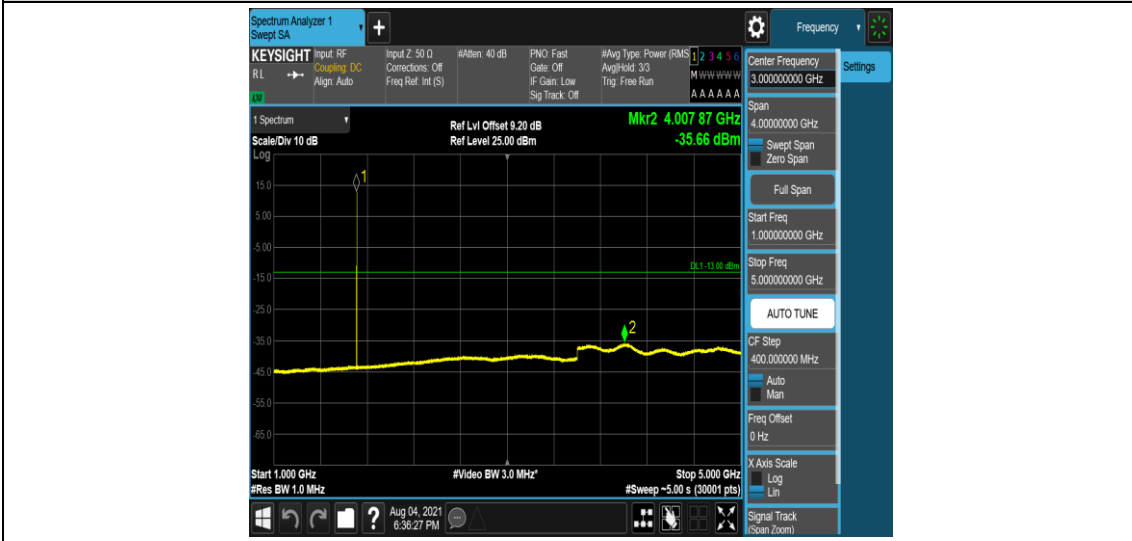 Spectrum Analyzer 1
Swept SA
+
Frequency
KEYSIGHT
RL
Input: RF
Coupling: DC
Align: Auto
Input Z: 50 Ω
Corrections: Off
Freq Ref: Int (S)
#Atten: 40 dB
PNO: Fast
Gate: Off
IF Gain: Low
Sig Track: Off
#Avg Type: Power (RMS
Avg|Hold: 3/3
Trig: Free Run
1 2 3 4 5 6
M W W W W W
A A A A A A
1 Spectrum
Scale/Div 10 dB
Log
Ref Lvl Offset 9.20 dB
Ref Level 25.00 dBm
Mkr2 4.007 87 GHz
-35.66 dBm
15.0
5.00
-5.00
-15.0
-25.0
-35.0
-45.0
-55.0
-65.0
1
DL1 -13.00 dBm
2
Start 1.000 GHz
#Res BW 1.0 MHz
#Video BW 3.0 MHz*
Stop 5.000 GHz
#Sweep ~5.00 s (30001 pts)
?
Aug 04, 2021
6:36:27 PM
Center Frequency
3.000000000 GHz
Settings
Span
4.00000000 GHz
Swept Span
Zero Span
Full Span
Start Freq
1.000000000 GHz
Stop Freq
5.000000000 GHz
AUTO TUNE
CF Step
400.000000 MHz
Auto
Man
Freq Offset
0 Hz
X Axis Scale
Log
Lin
Signal Track
(Span Zoom)